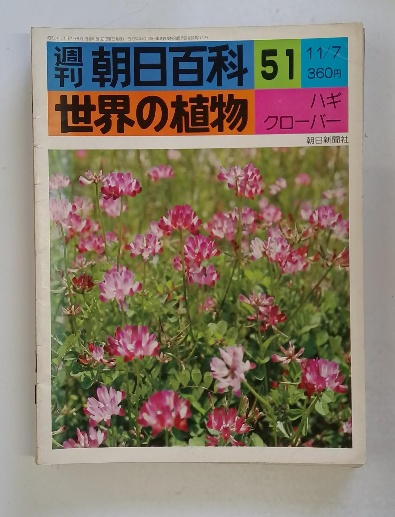 週刊 朝日百科 51 11/7 360円
世界の植物 ハギ クローバー
朝日新聞社